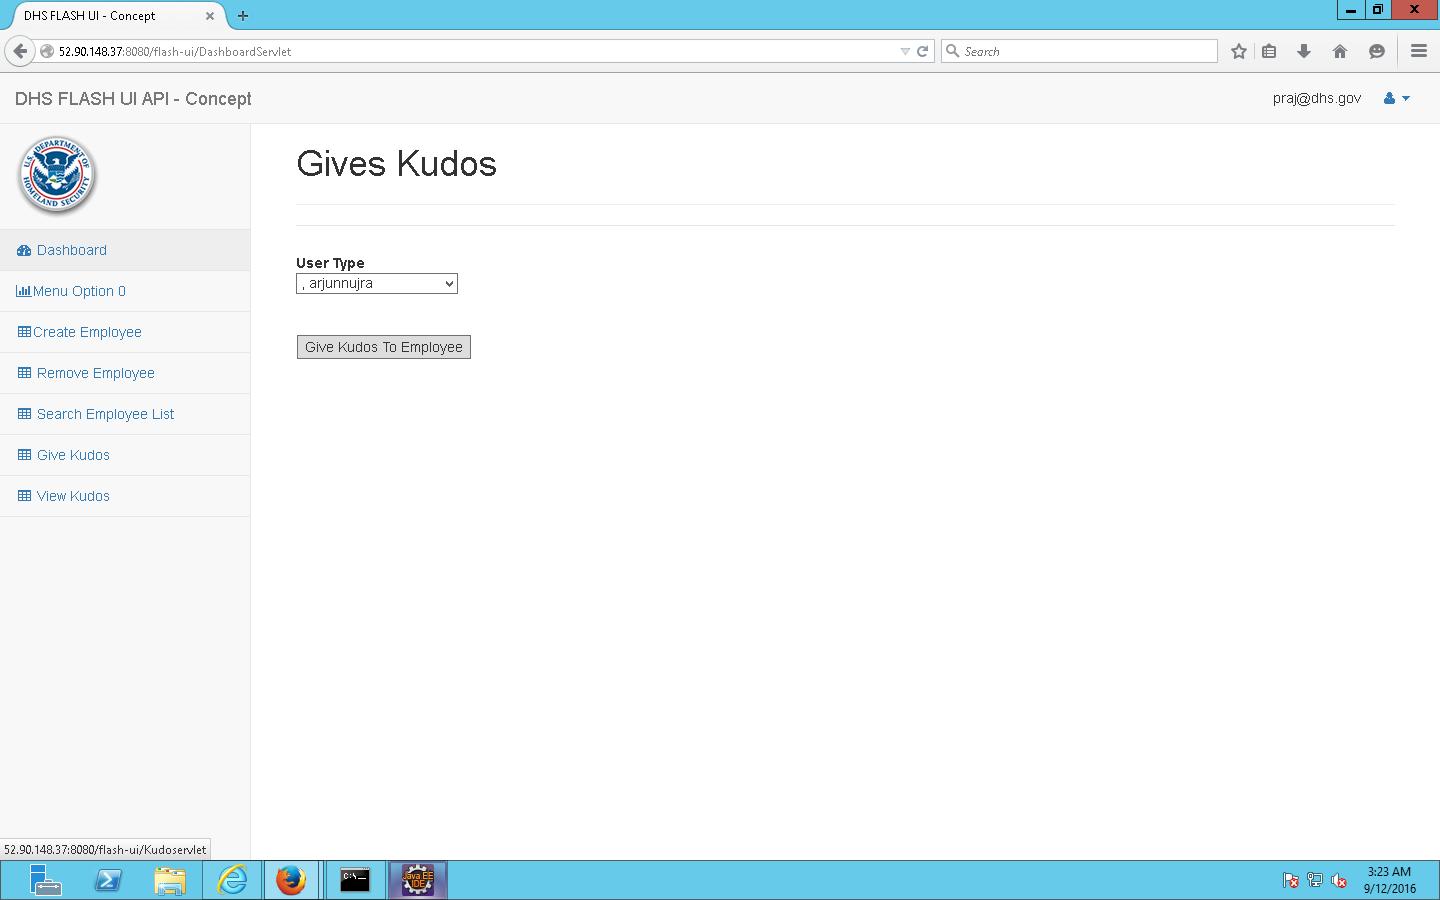 DHS FLASH UI - Concept
52.90.148.37:8080/flash-ui/DashboardServlet
Search
DHS FLASH UI API - Concept
praj@dhs.gov
U.S. DEPARTMENT OF HOMELAND SECURITY
Dashboard
Menu Option 0
Create Employee
Remove Employee
Search Employee List
Give Kudos
View Kudos
Gives Kudos
User Type
, arjunnujra
Give Kudos To Employee
52.90.148.37:8080/flash-ui/Kudoservlet
C:\_
Java EE
IDE
3:23 AM
9/12/2016